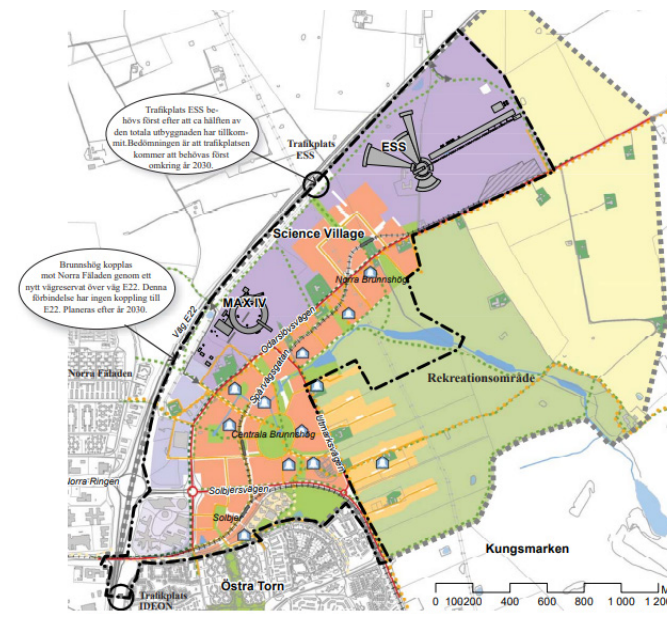 Trafikplats ESS be-
hövs först efter att ca hälften av
den totala utbyggnaden har tillkom-
mit.Bedömningen är att trafikplatsen
kommer att behövas först
omkring år 2030.
Trafikplats
ESS
ESS
Science Village
Brunnshög kopplas
mot Norra Fäladen genom ett
nytt vägreservat över väg E22. Denna
förbindelse har ingen koppling till
E22. Planeras efter år 2030.
Norra Brunnshög
MAX IV
Väg E22
Odarslövsvägen
Spårvägsgatan
Norra Fäladen
Rekreationsområde
Centrala Brunnshög
Utmarksvägen
Norra Ringen
Solbjersvägen
Solbjer
Kungsmarken
Östra Torn
Trafikplats
IDEON
0 100200 400 600 800 1 000 1 200
M